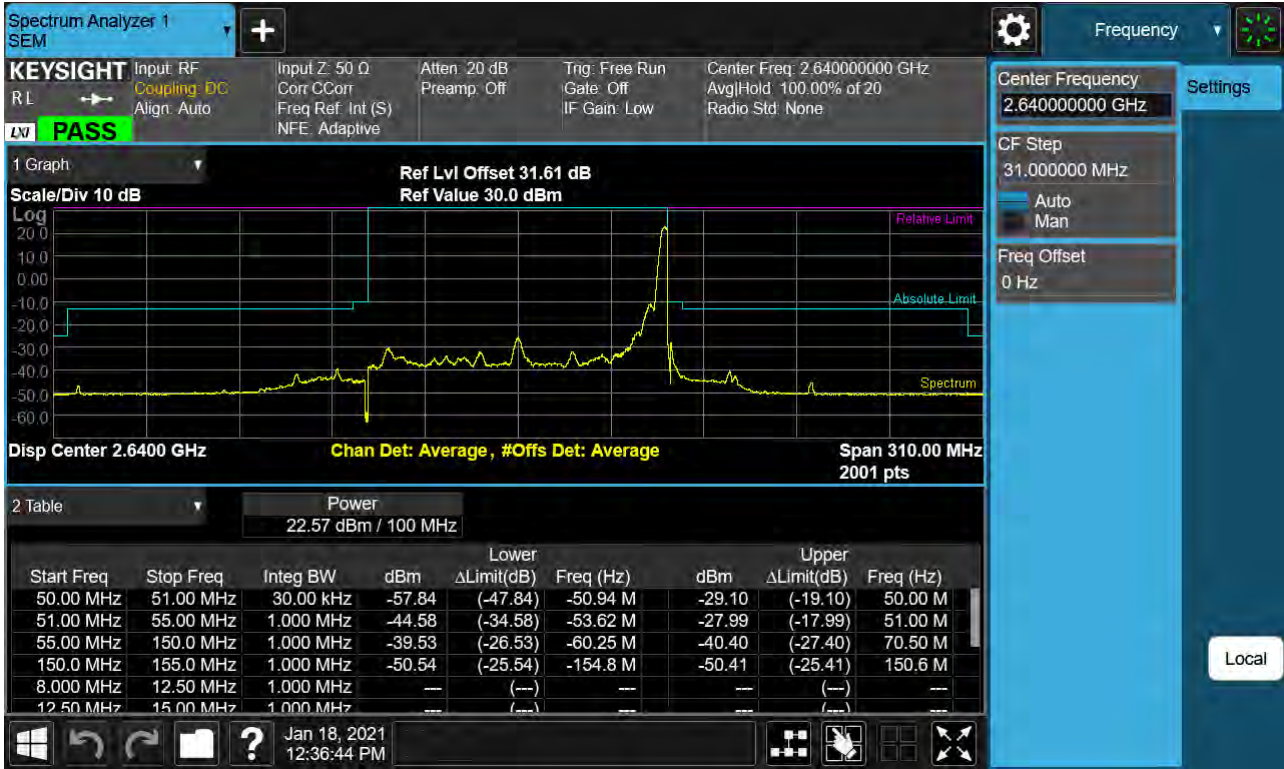 Spectrum Analyzer 1
SEM
+
Frequency
KEYSIGHT
Input: RF
Coupling: DC
Align: Auto
Input Z: 50 Ω
Corr CCorr
Freq Ref: Int (S)
NFE: Adaptive
Atten: 20 dB
Preamp: Off
Trig: Free Run
Gate: Off
IF Gain: Low
Center Freq: 2.640000000 GHz
Avg|Hold: 100.00% of 20
Radio Std: None
R L
LXI PASS
Center Frequency
2.640000000 GHz
Settings
CF Step
31.000000 MHz
Auto
Man
Freq Offset
0 Hz
1 Graph
Scale/Div 10 dB
Ref Lvl Offset 31.61 dB
Ref Value 30.0 dBm
Log
20.0
10.0
0.00
-10.0
-20.0
-30.0
-40.0
-50.0
-60.0
Relative Limit
Absolute Limit
Spectrum
Disp Center 2.6400 GHz
Chan Det: Average , #Offs Det: Average
Span 310.00 MHz
2001 pts
2 Table
Power
22.57 dBm / 100 MHz
Lower Upper
Start Freq Stop Freq Integ BW dBm ΔLimit(dB) Freq (Hz) dBm ΔLimit(dB) Freq (Hz)
50.00 MHz 51.00 MHz 30.00 kHz -57.84 (-47.84) -50.94 M -29.10 (-19.10) 50.00 M
51.00 MHz 55.00 MHz 1.000 MHz -44.58 (-34.58) -53.62 M -27.99 (-17.99) 51.00 M
55.00 MHz 150.0 MHz 1.000 MHz -39.53 (-26.53) -60.25 M -40.40 (-27.40) 70.50 M
150.0 MHz 155.0 MHz 1.000 MHz -50.54 (-25.54) -154.8 M -50.41 (-25.41) 150.6 M
8.000 MHz 12.50 MHz 1.000 MHz --- (---) --- --- (---) ---
12.50 MHz 15.00 MHz 1.000 MHz --- (---) --- --- (---) ---
Local
?
Jan 18, 2021
12:36:44 PM